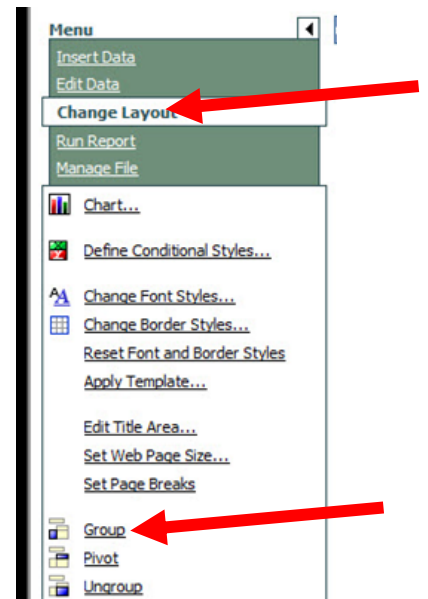 Menu
Insert Data
Edit Data
Change Layout
Run Report
Manage File
Chart...
Define Conditional Styles...
Change Font Styles...
Change Border Styles...
Reset Font and Border Styles
Apply Template...
Edit Title Area...
Set Web Page Size...
Set Page Breaks
Group
Pivot
Ungroup